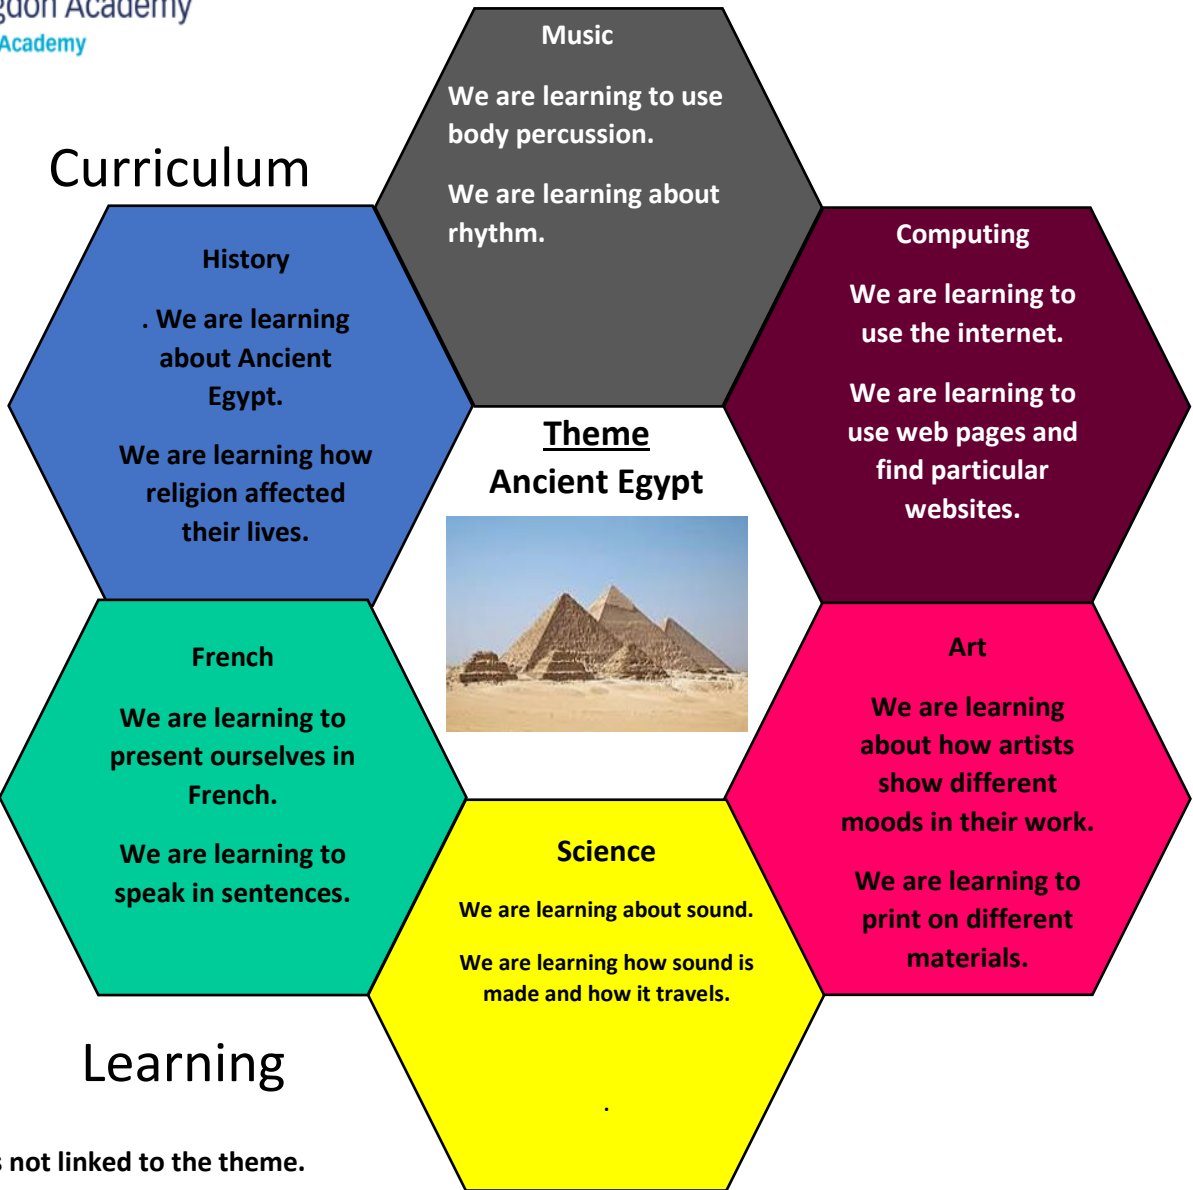 Academy
Academy
Curriculum
Music
We are learning to use
body percussion.
We are learning about
rhythm.
History
. We are learning
about Ancient
Egypt.
We are learning how
religion affected
their lives.
Computing
We are learning to
use the internet.
We are learning to
use web pages and
find particular
websites.
Theme
Ancient Egypt
French
We are learning to
present ourselves in
French.
We are learning to
speak in sentences.
Art
We are learning
about how artists
show different
moods in their work.
We are learning to
print on different
materials.
Science
We are learning about sound.
We are learning how sound is
made and how it travels.
.
Learning
not linked to the theme.